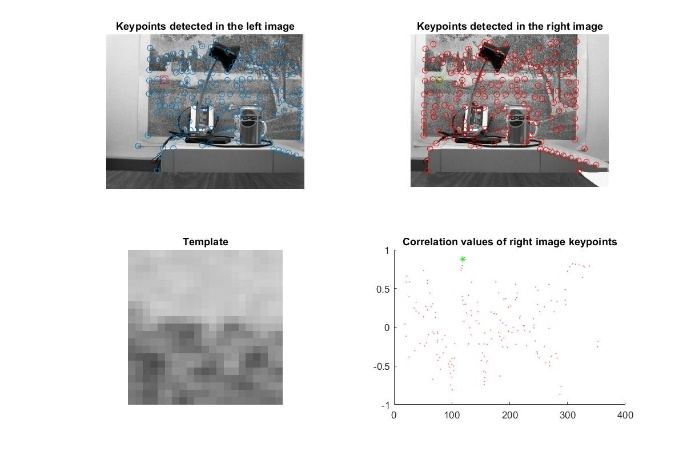 Keypoints detected in the left image
Keypoints detected in the right image
Template
Correlation values of right image keypoints
1
0.5
0
-0.5
-1
0 100 200 300 400